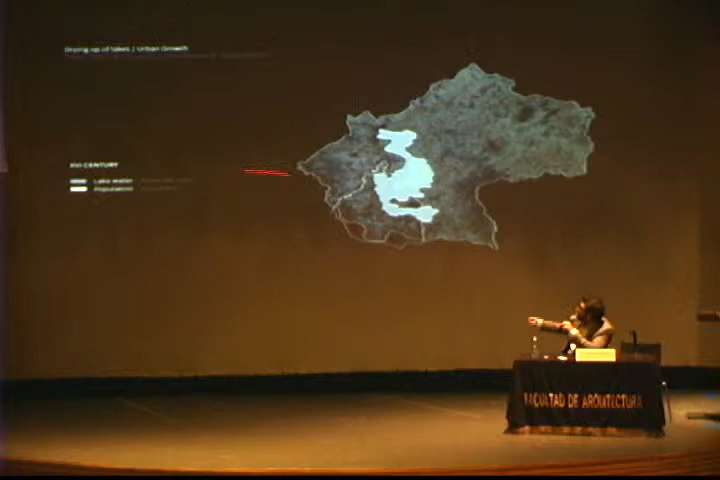 Drying up of lakes / Urban Growth
XVI CENTURY
Lake water
Population
FACULTAD DE ARQUITECTURA